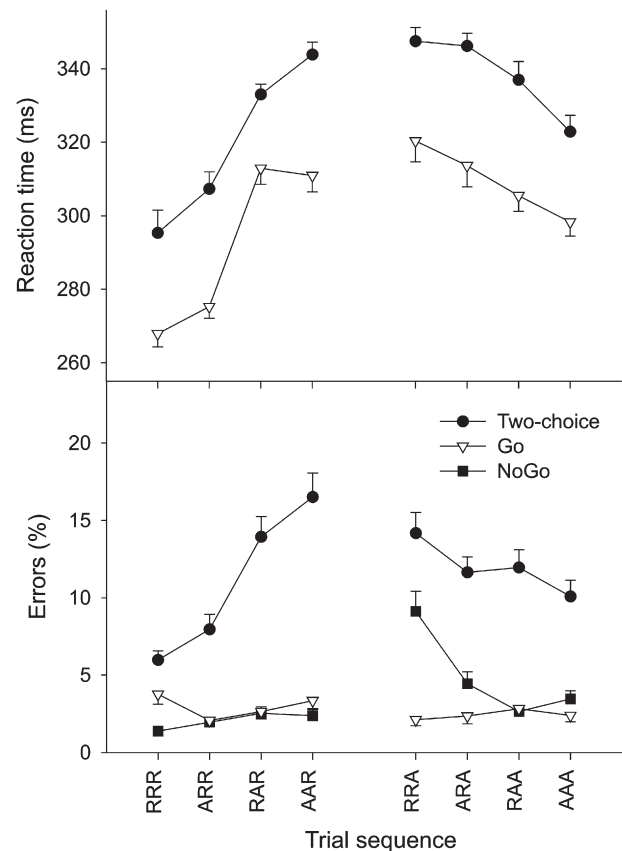 340
320
300
280
260
Reaction time (ms)
Two-choice
Go
NoGo
20
15
10
5
0
Errors (%)
RRR
ARR
RAR
AAR
RRA
ARA
RAA
AAA
Trial sequence